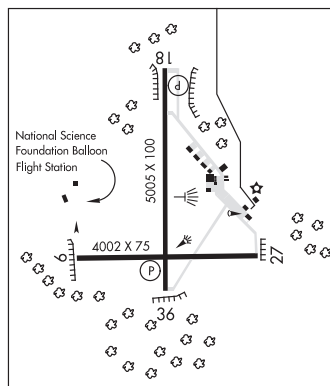 18
P
National Science
Foundation Balloon
Flight Station
5005 X 100
4002 X 75
9
27
P
36